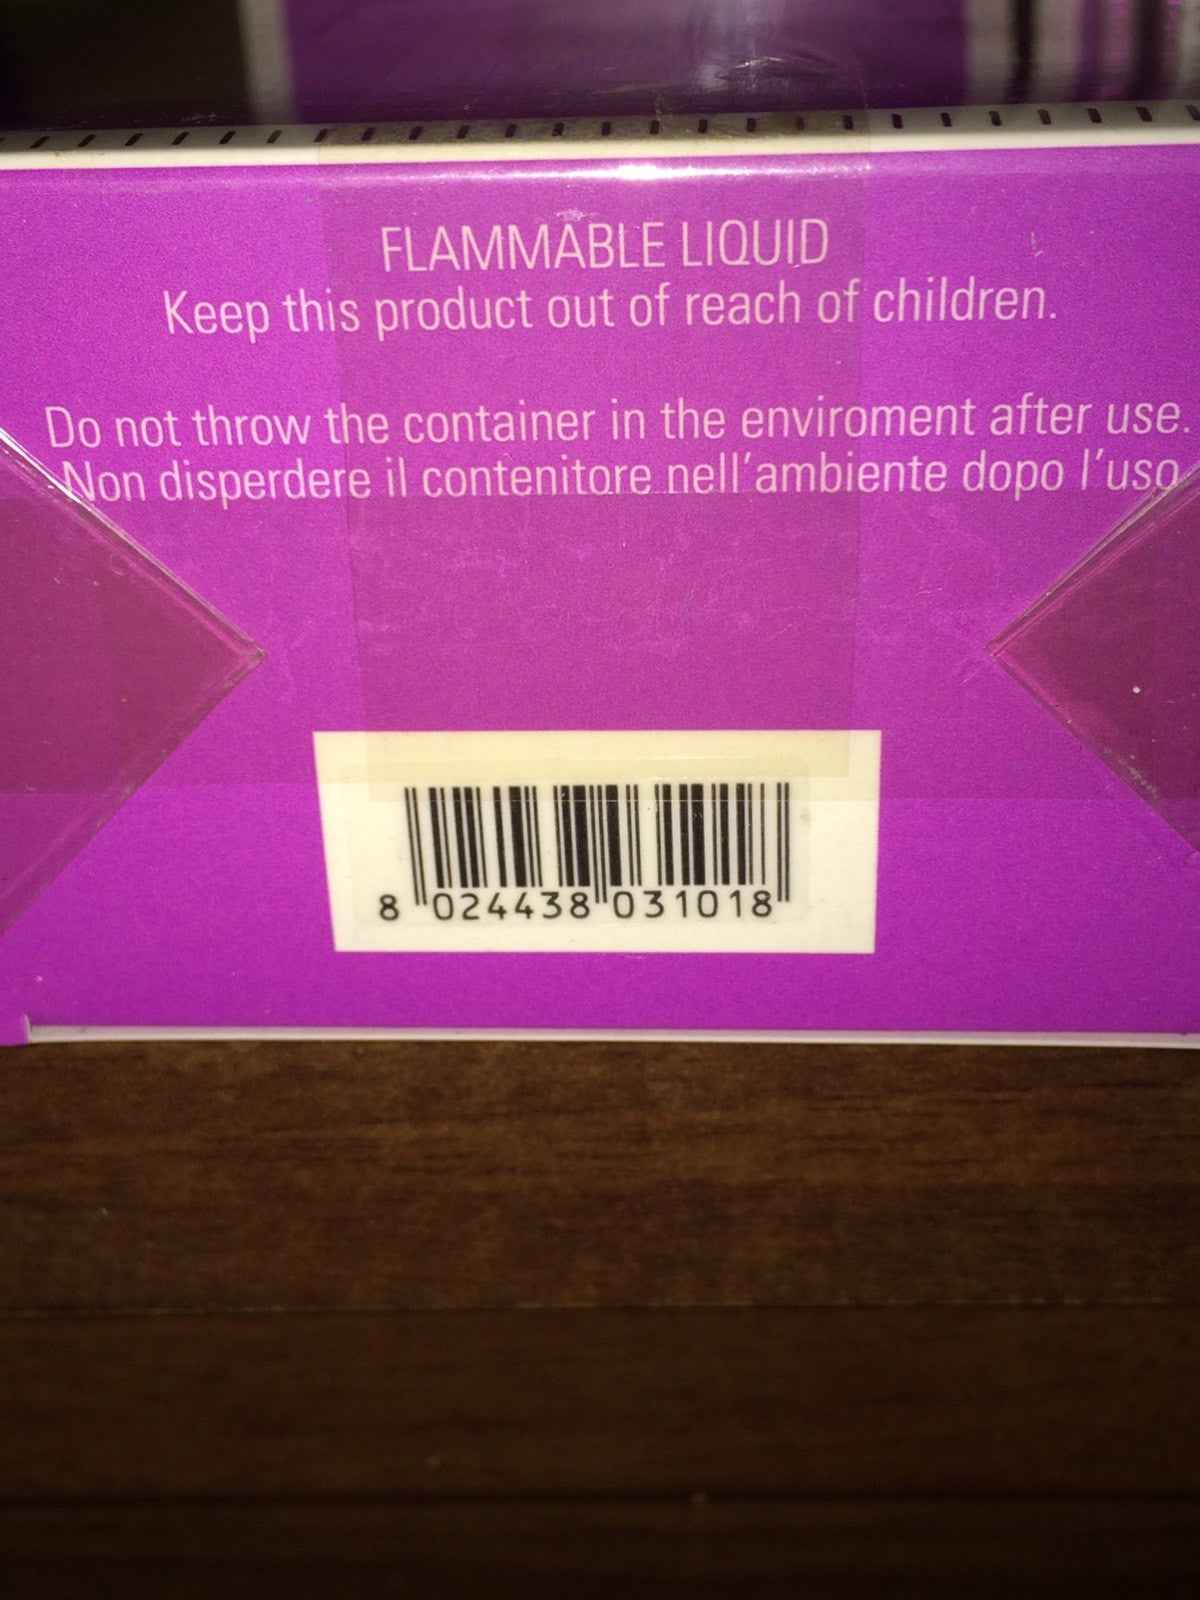 FLAMMABLE LIQUID
Keep this product out of reach of children.
Do not throw the container in the enviroment after use.
Non disperdere il contenitore nell'ambiente dopo l'uso
8 024438 031018